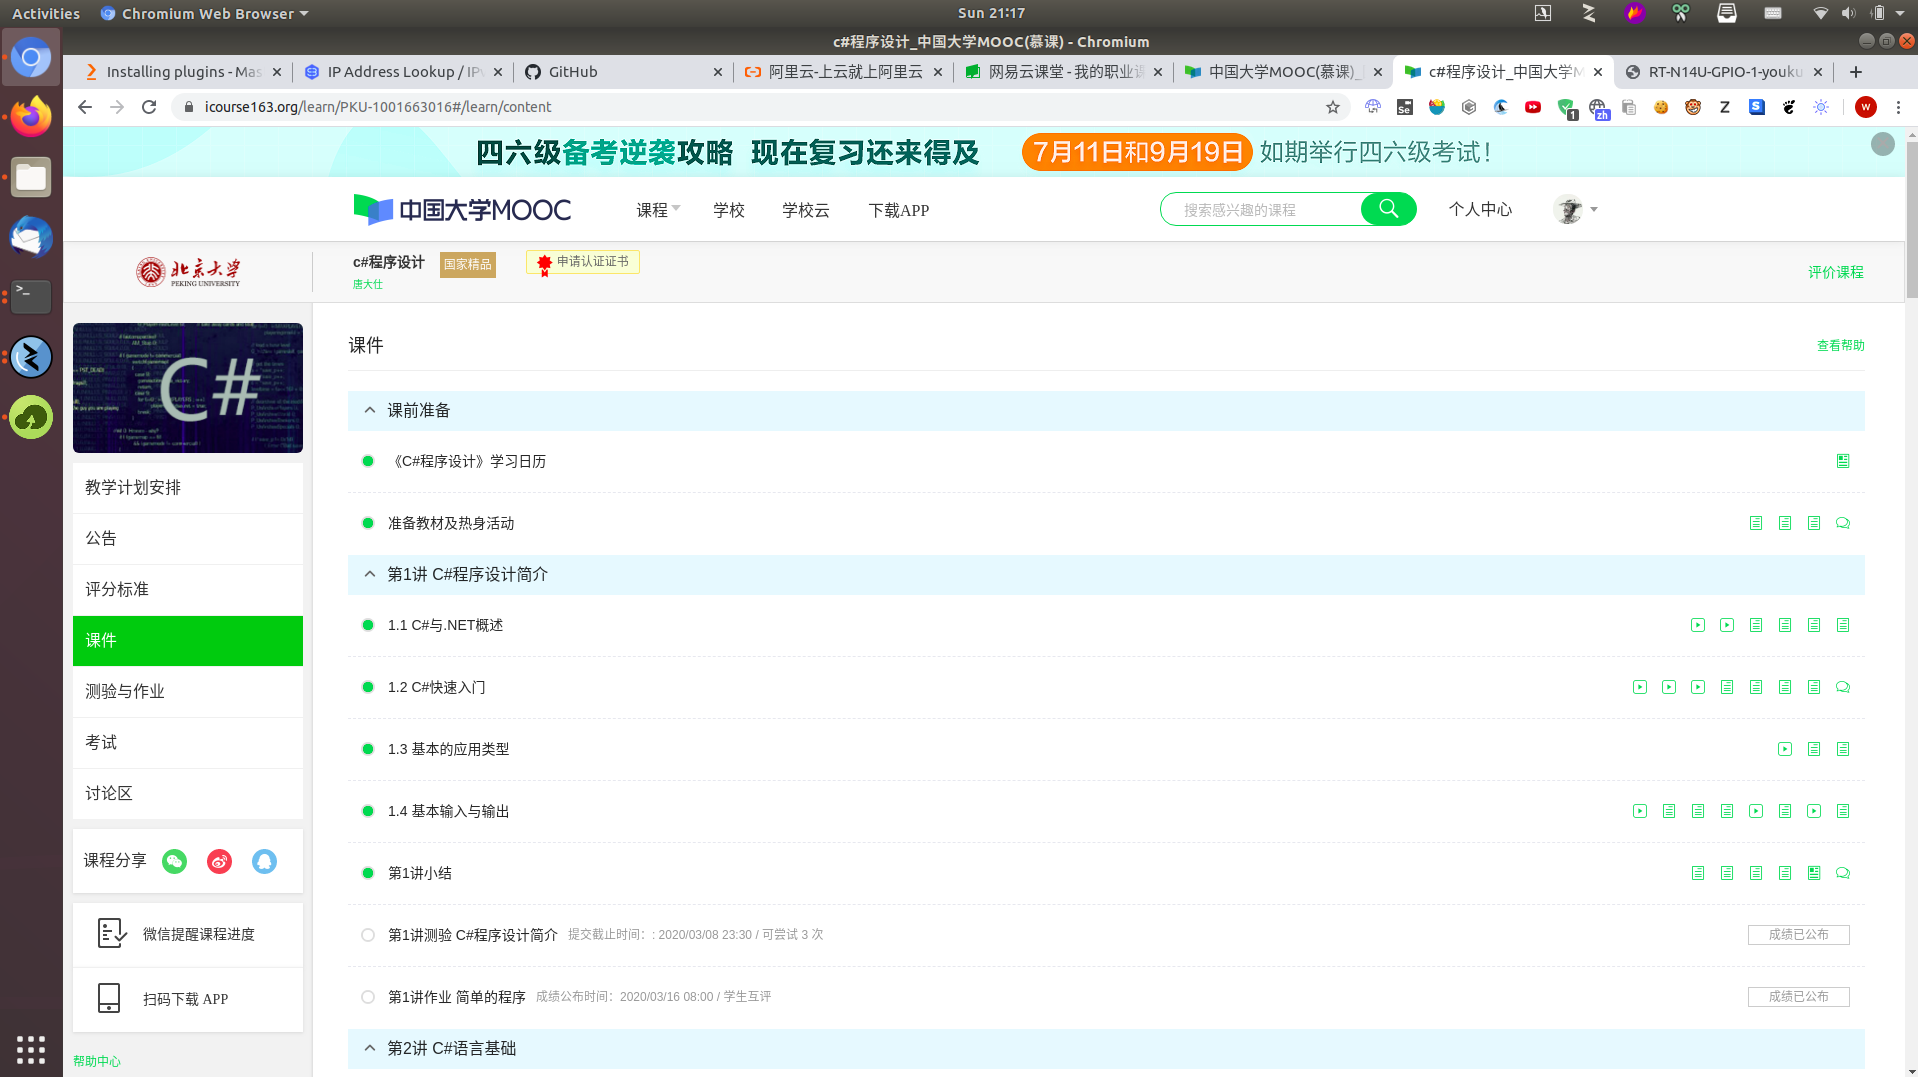 Activities
Chromium Web Browser
Sun 21:17
c#程序设计_中国大学MOOC(慕课) - Chromium
Installing plugins - Mas
IP Address Lookup / IPv
GitHub
阿里云-上云就上阿里云
网易云课堂 - 我的职业课
中国大学MOOC(慕课)_
c#程序设计_中国大学M
RT-N14U-GPIO-1-youku
icourse163.org/learn/PKU-1001663016#/learn/content
Se
1
zh
Z
S
W
四六级备考逆袭攻略 现在复习还来得及
7月11日和9月19日 如期举行四六级考试！
中国大学MOOC
课程
学校
学校云
下载APP
搜索感兴趣的课程
个人中心
北京大学
PEKING UNIVERSITY
c#程序设计
国家精品
申请认证证书
唐大仕
评价课程
C#
教学计划安排
公告
评分标准
课件
测验与作业
考试
讨论区
课程分享
微信提醒课程进度
扫码下载 APP
帮助中心
课件
查看帮助
课前准备
《C#程序设计》学习日历
准备教材及热身活动
第1讲 C#程序设计简介
1.1 C#与.NET概述
1.2 C#快速入门
1.3 基本的应用类型
1.4 基本输入与输出
第1讲小结
第1讲测验 C#程序设计简介 提交截止时间：: 2020/03/08 23:30 / 可尝试 3 次
成绩已公布
第1讲作业 简单的程序 成绩公布时间：2020/03/16 08:00 / 学生互评
成绩已公布
第2讲 C#语言基础